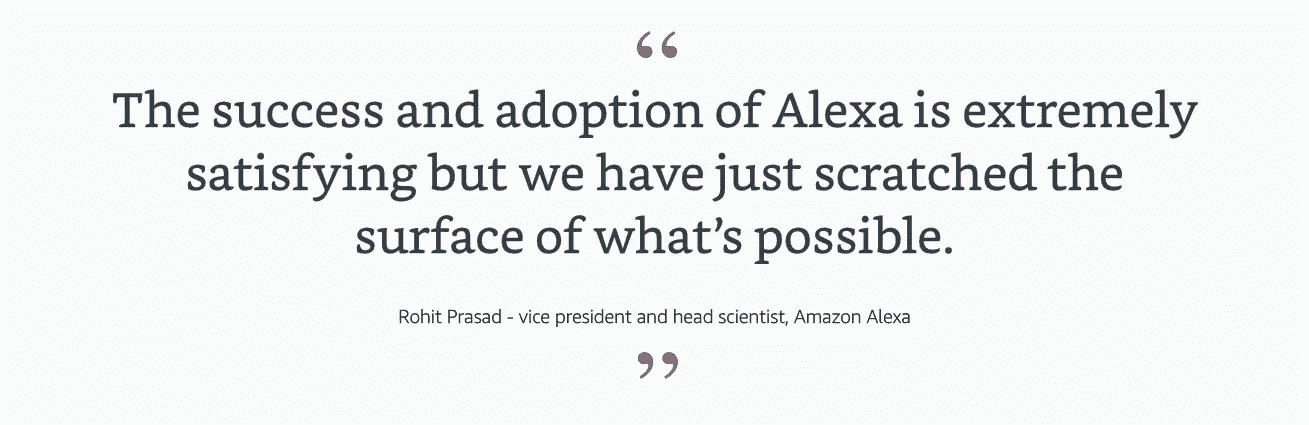 “
The success and adoption of Alexa is extremely
satisfying but we have just scratched the
surface of what’s possible.
Rohit Prasad - vice president and head scientist, Amazon Alexa
”